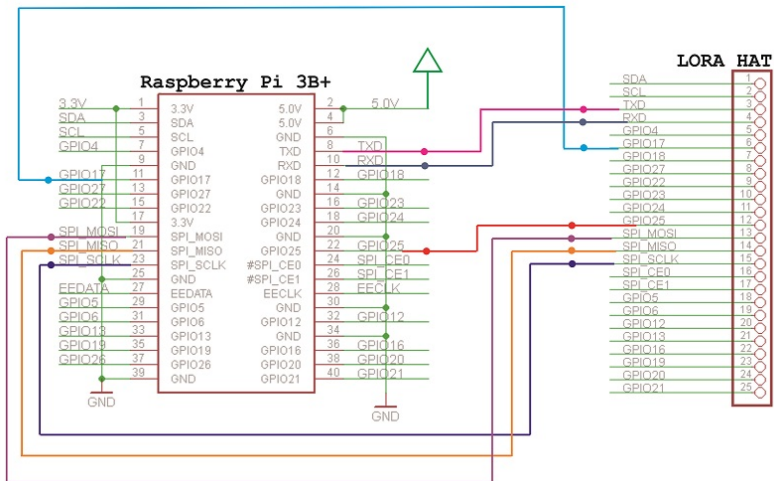 Raspberry Pi 3B+
LORA HAT
3.3V 1 3.3V 5.0V 2 5.0V
SDA 3 SDA 5.0V 4
SCL 5 SCL GND 6
GPIO4 7 GPIO4 TXD 8 TXD
9 GND RXD 10 RXD
GPIO17 11 GPIO17 GPIO18 12 GPIO18
GPIO27 13 GPIO27 GND 14
GPIO22 15 GPIO22 GPIO23 16 GPIO23
17 3.3V GPIO24 18 GPIO24
SPI_MOSI 19 SPI_MOSI GND 20
SPI_MISO 21 SPI_MISO GPIO25 22 GPIO25
SPI_SCLK 23 SPI_SCLK #SPI_CE0 24 SPI_CE0
25 GND #SPI_CE1 26 SPI_CE1
EEDATA 27 EEDATA EECLK 28 EECLK
GPIO5 29 GPIO5 GND 30
GPIO6 31 GPIO6 GPIO12 32 GPIO12
GPIO13 33 GPIO13 GND 34
GPIO19 35 GPIO19 GPIO16 36 GPIO16
GPIO26 37 GPIO26 GPIO20 38 GPIO20
39 GND GPIO21 40 GPIO21
GND
GND
SDA 1
SCL 2
TXD 3
RXD 4
GPIO4 5
GPIO17 6
GPIO18 7
GPIO27 8
GPIO22 9
GPIO23 10
GPIO24 11
GPIO25 12
SPI_MOSI 13
SPI_MISO 14
SPI_SCLK 15
SPI_CE0 16
SPI_CE1 17
GPIO5 18
GPIO6 19
GPIO12 20
GPIO13 21
GPIO16 22
GPIO19 23
GPIO20 24
GPIO21 25